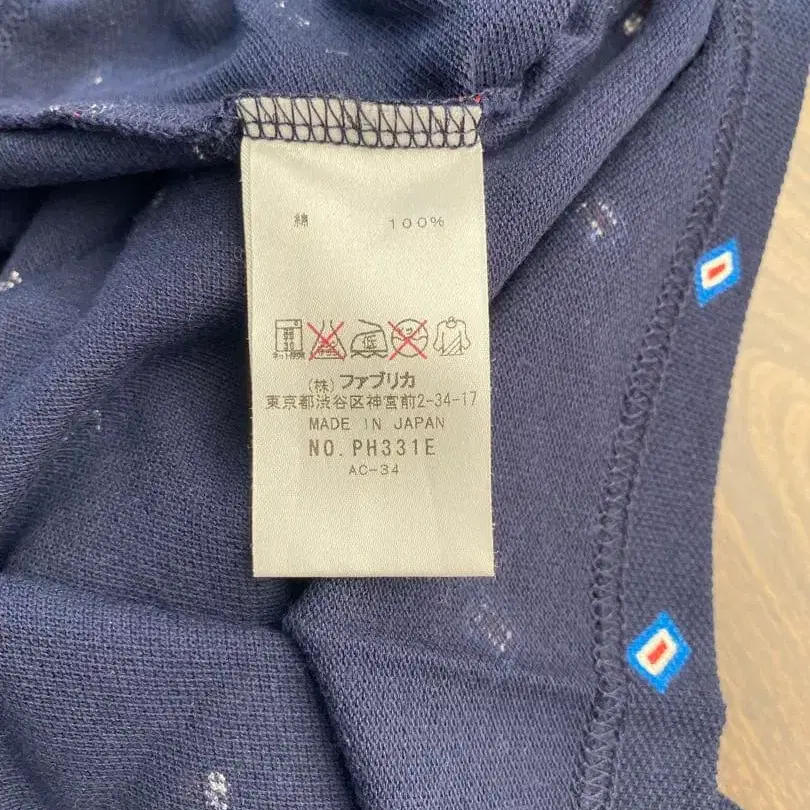 綿 100%
低
(株)ファブリカ
東京都渋谷区神宮前2-34-17
MADE IN JAPAN
NO. PH331E
AC-34